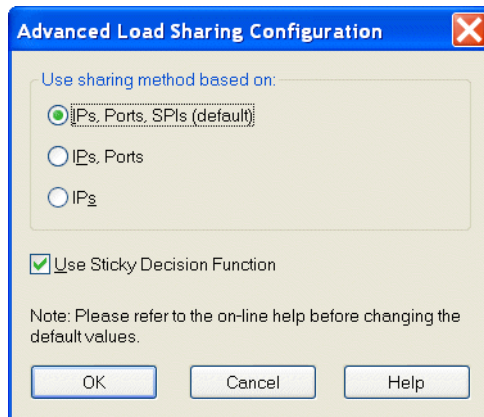 Advanced Load Sharing Configuration
Use sharing method based on:
IPs, Ports, SPIs (default)
IPs, Ports
IPs
Use Sticky Decision Function
Note: Please refer to the on-line help before changing the
default values.
OK
Cancel
Help